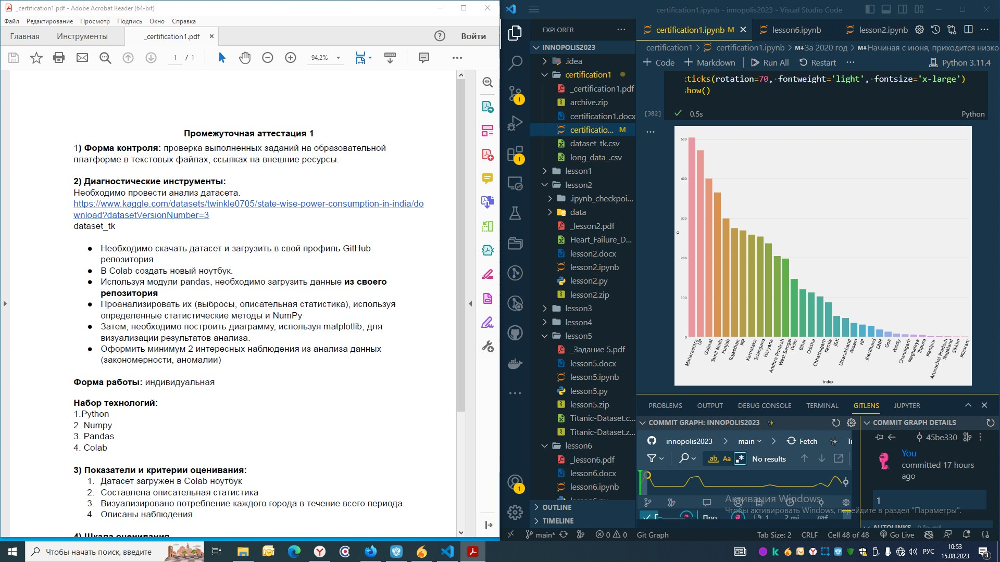 _certification1.pdf - Adobe Acrobat Reader (64-bit)
Файл Редактирование Просмотр Подпись Окно Справка
Главная Инструменты _certification1.pdf × Войти
1 / 1 94,2%
Промежуточная аттестация 1
1) Форма контроля: проверка выполненных заданий на образовательной
платформе в текстовых файлах, ссылках на внешние ресурсы.
2) Диагностические инструменты:
Необходимо провести анализ датасета.
https://www.kaggle.com/datasets/twinkle0705/state-wise-power-consumption-in-india/do
wnload?datasetVersionNumber=3
dataset_tk
● Необходимо скачать датасет и загрузить в свой профиль GitHub
репозитория.
● В Colab создать новый ноутбук.
● Используя модули pandas, необходимо загрузить данные из своего
репозитория
● Проанализировать их (выбросы, описательная статистика), используя
определенные статистические методы и NumPy
● Затем, необходимо построить диаграмму, используя matplotlib, для
визуализации результатов анализа.
● Оформить минимум 2 интересных наблюдения из анализа данных
(закономерности, аномалии)
Форма работы: индивидуальная
Набор технологий:
1.Python
2. Numpy
3. Pandas
4. Colab
3) Показатели и критерии оценивания:
1. Датасет загружен в Colab ноутбук
2. Составлена описательная статистика
3. Визуализировано потребление каждого города в течение всего периода.
4. Описаны наблюдения
4) Шкала оценивания
certification1.ipynb - innopolis2023 - Visual Studio Code
EXPLORER
INNOPOLIS2023
.idea
certification1
_certification1.pdf
archive.zip
certification1.docx
certificatio... M
dataset_tk.csv
long_data_.csv
lesson1
lesson2
.ipynb_checkpoi...
data
_lesson2.pdf
Heart_Failure_D...
lesson2.docx
lesson2.ipynb
lesson2.py
lesson2.zip
lesson3
lesson4
lesson5
_Задание 5.pdf
lesson5.docx
lesson5.ipynb
lesson5.py
lesson5.zip
Titanic-Dataset.c...
Titanic-Dataset.z...
lesson6
_lesson6.pdf
lesson6.docx
lesson6.ipynb
OUTLINE
TIMELINE
certification1.ipynb M lesson6.ipynb lesson2.ipynb
certification1 > certification1.ipynb > За 2020 год > Начиная с июня, приходится низко
Code Markdown Run All Restart Python 3.11.4
ticks(rotation=70, fontweight='light', fontsize='x-large')
how()
[382] 0.5s Python
500
400
300
0
200
100
0
Maharashtra UP Gujarat Tamil Nadu Punjab Rajasthan MP Karnataka Telangana Haryana Andhra Pradesh West Bengal Delhi Bihar Odisha Chhattisgarh Kerala J&K Uttarakhand Assam HP Jharkhand DNH Goa Pondy Chandigarh Meghalaya Tripura Manipur Arunachal Pradesh Nagaland Sikkim Mizoram
index
PROBLEMS OUTPUT DEBUG CONSOLE TERMINAL GITLENS JUPYTER
COMMIT GRAPH: INNOPOLIS2023
innopolis2023 > main > Fetch
ab Aa No results
COMMIT GRAPH DETAILS
45be330
You
committed 17 hours
ago
1
Активация Windows
Чтобы активировать Windows, перейдите в раздел "Параметры".
main* 0 0 Git Graph Tab Size: 2 CRLF Cell 48 of 48 Go Live
Чтобы начать поиск, введите
РУС
10:53
15.08.2023
3